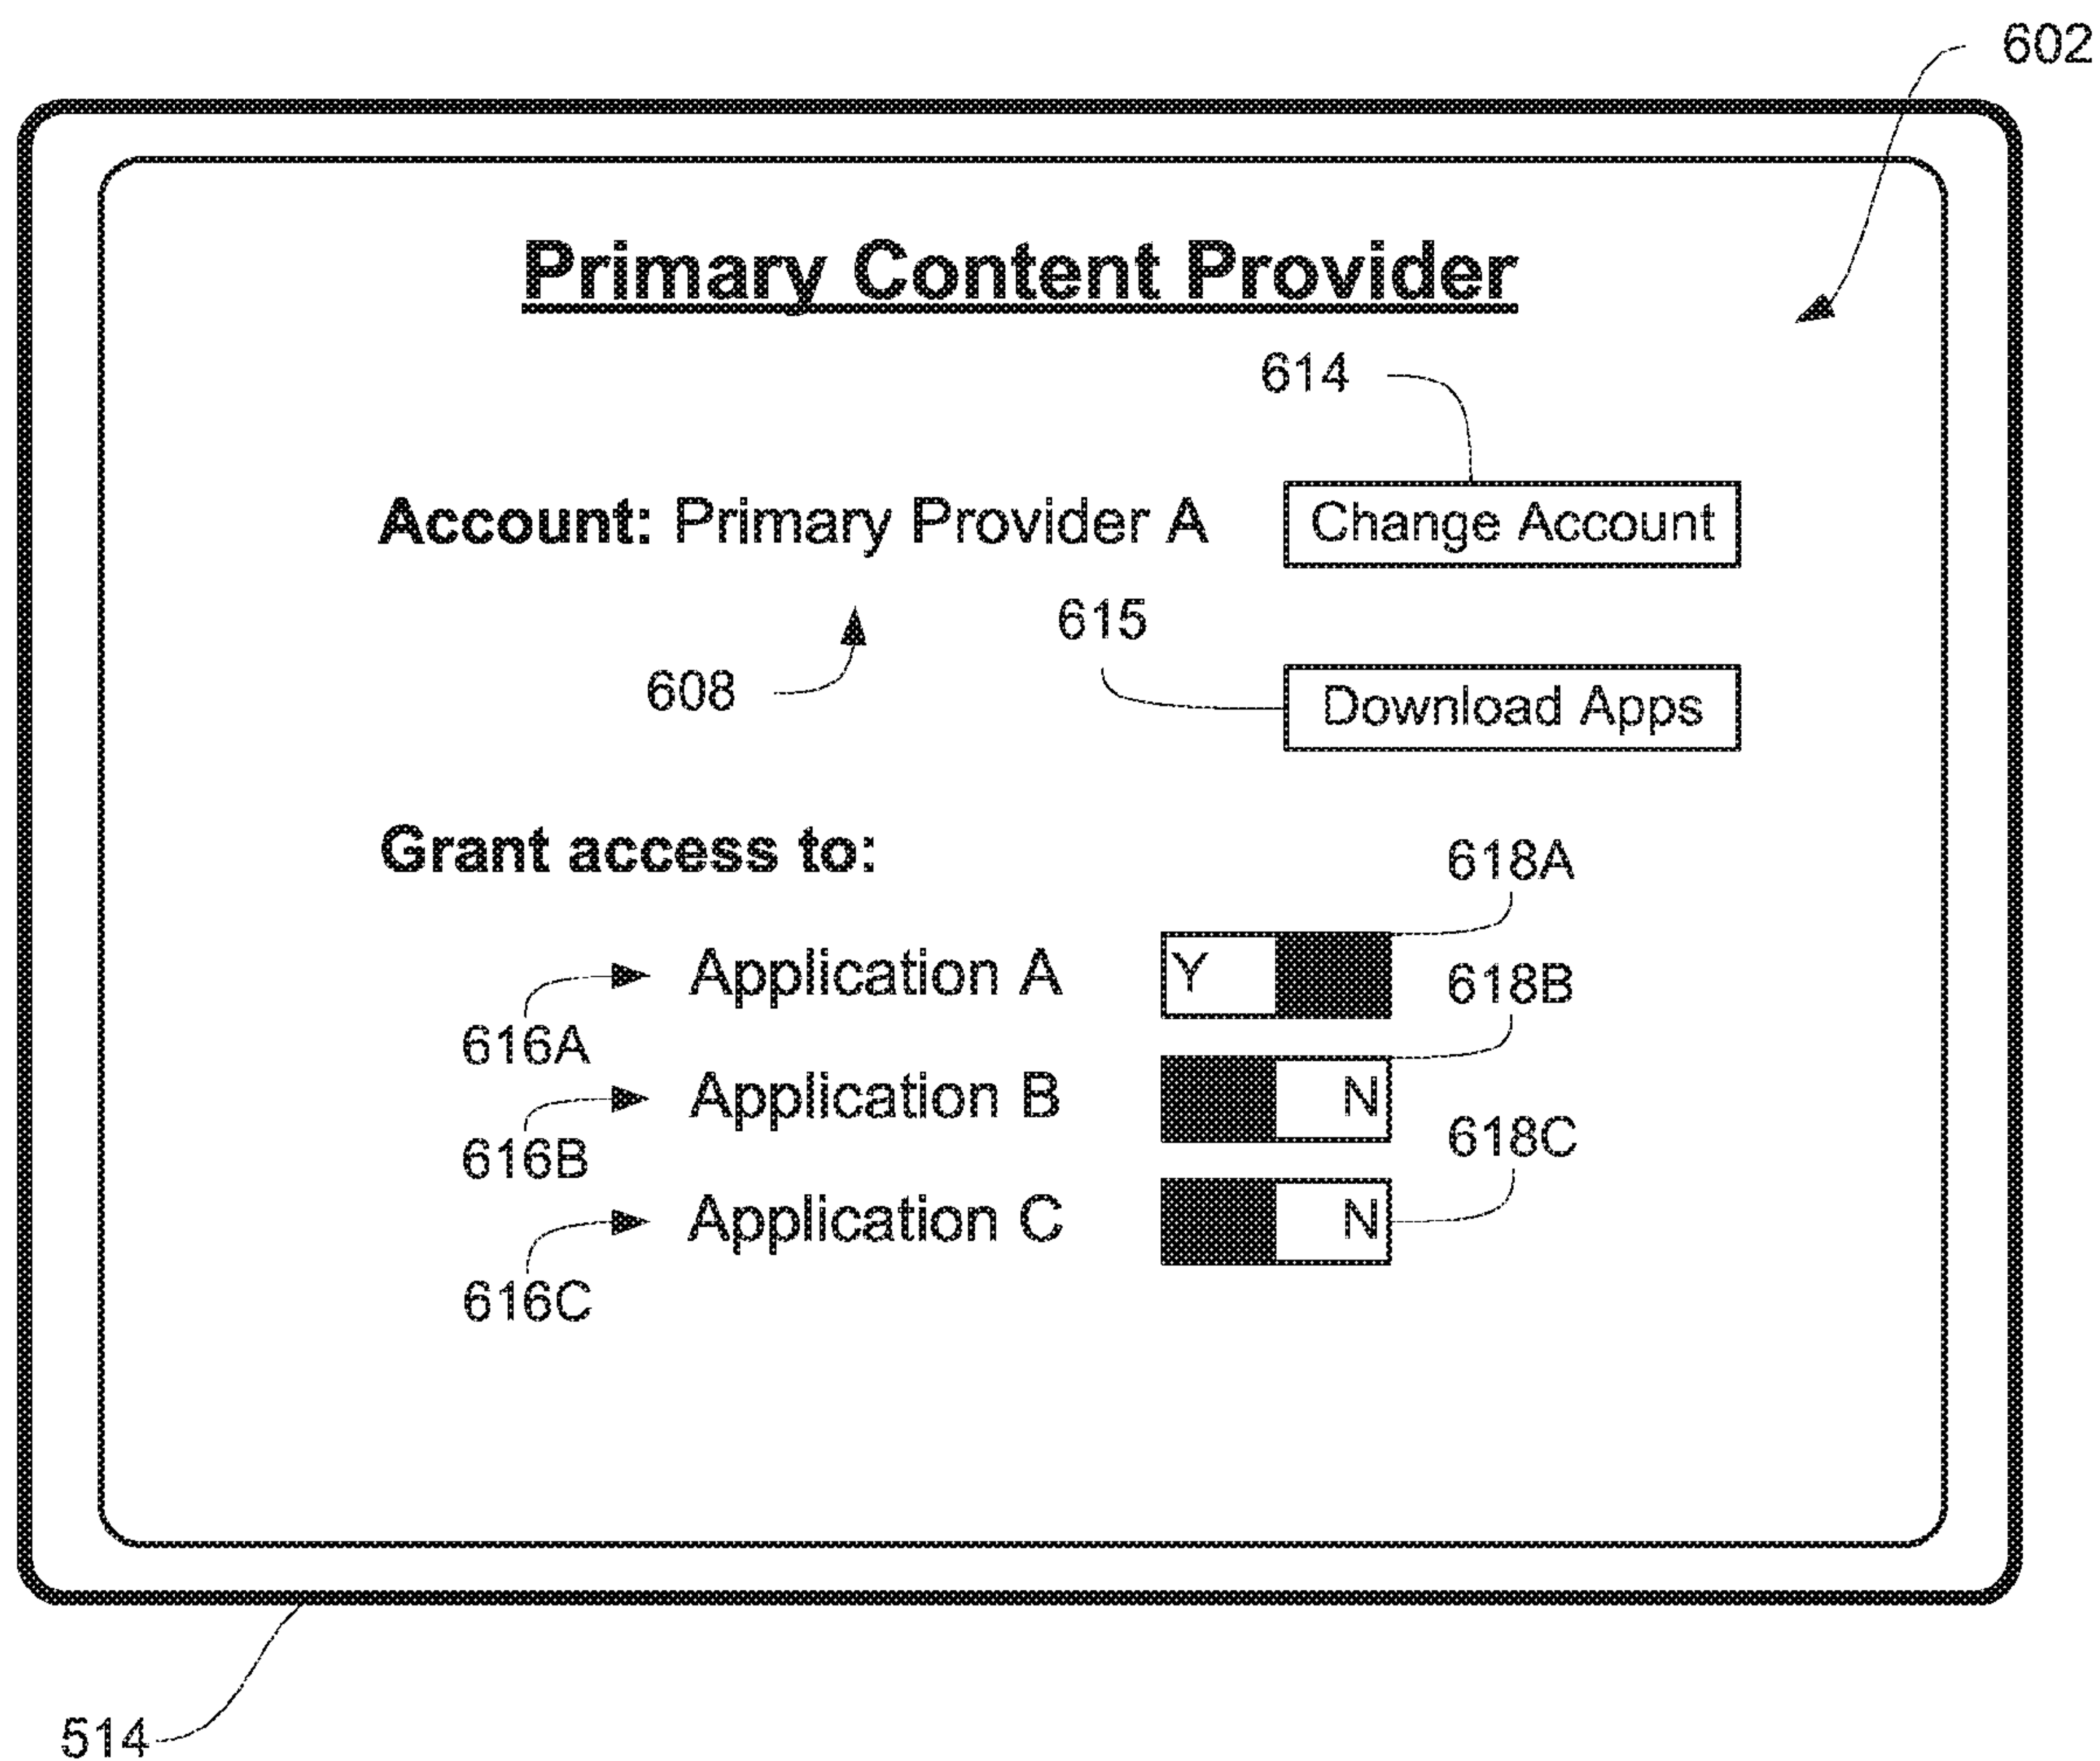 602
Primary Content Provider
614
Account: Primary Provider A
Change Account
615
608
Download Apps
Grant access to:
618A
Application A
Y
618B
616A
Application B
N
618C
616B
Application C
N
616C
514